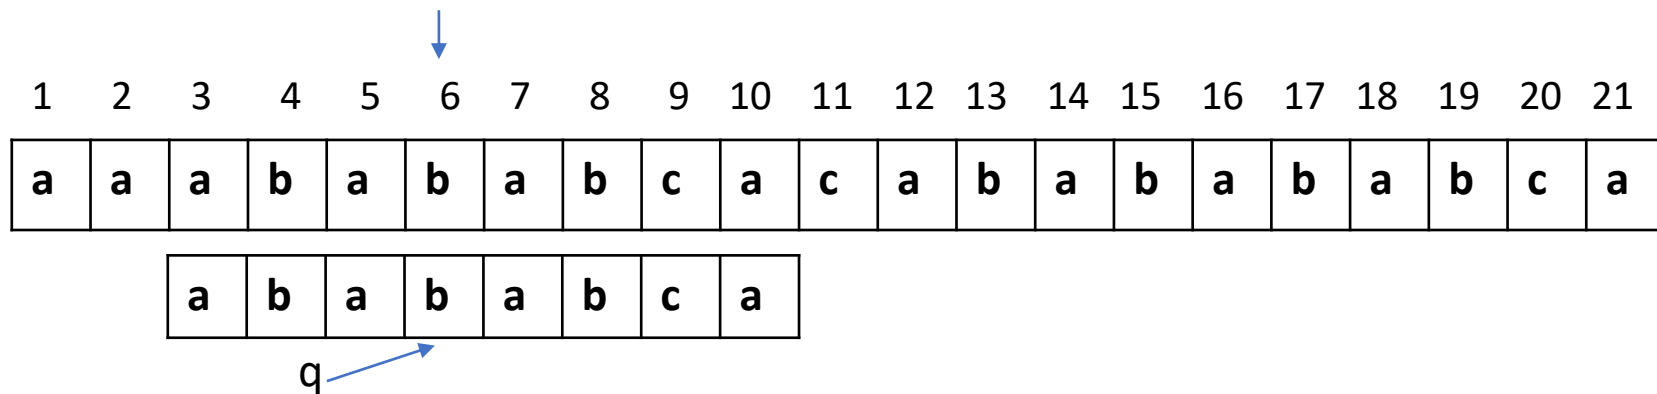 1 2 3 4 5 6 7 8 9 10 11 12 13 14 15 16 17 18 19 20 21
a a a b a b a b c a c a b a b a b a b c a
a b a b a b c a
q